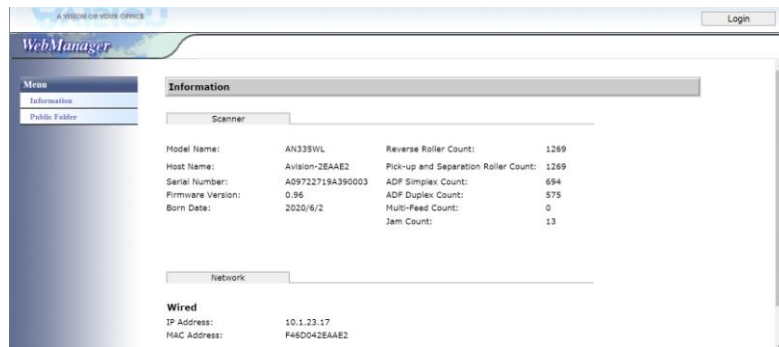 A VISION OF YOUR OFFICE
Login
WebManager
Menu
Information
Public Folder
Information
Scanner
Model Name: AN335WL Reverse Roller Count: 1269
Host Name: Avision-2EAAE2 Pick-up and Separation Roller Count: 1269
Serial Number: A09722719A390003 ADF Simplex Count: 694
Firmware Version: 0.96 ADF Duplex Count: 575
Born Date: 2020/6/2 Multi-Feed Count: 0
Jam Count: 13
Network
Wired
IP Address: 10.1.23.17
MAC Address: F46D042EAAE2